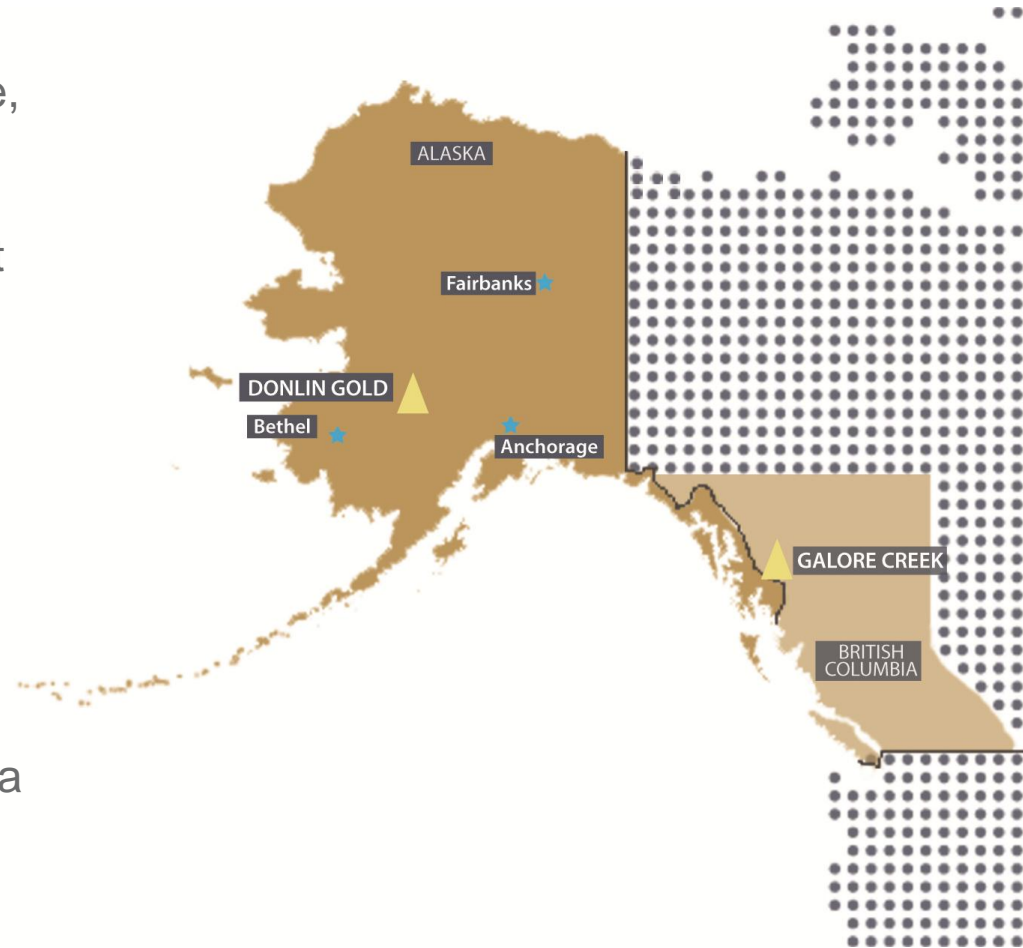 e,
ALASKA
t
Fairbanks
DONLIN GOLD
Bethel
Anchorage
GALORE CREEK
BRITISH
COLUMBIA
a